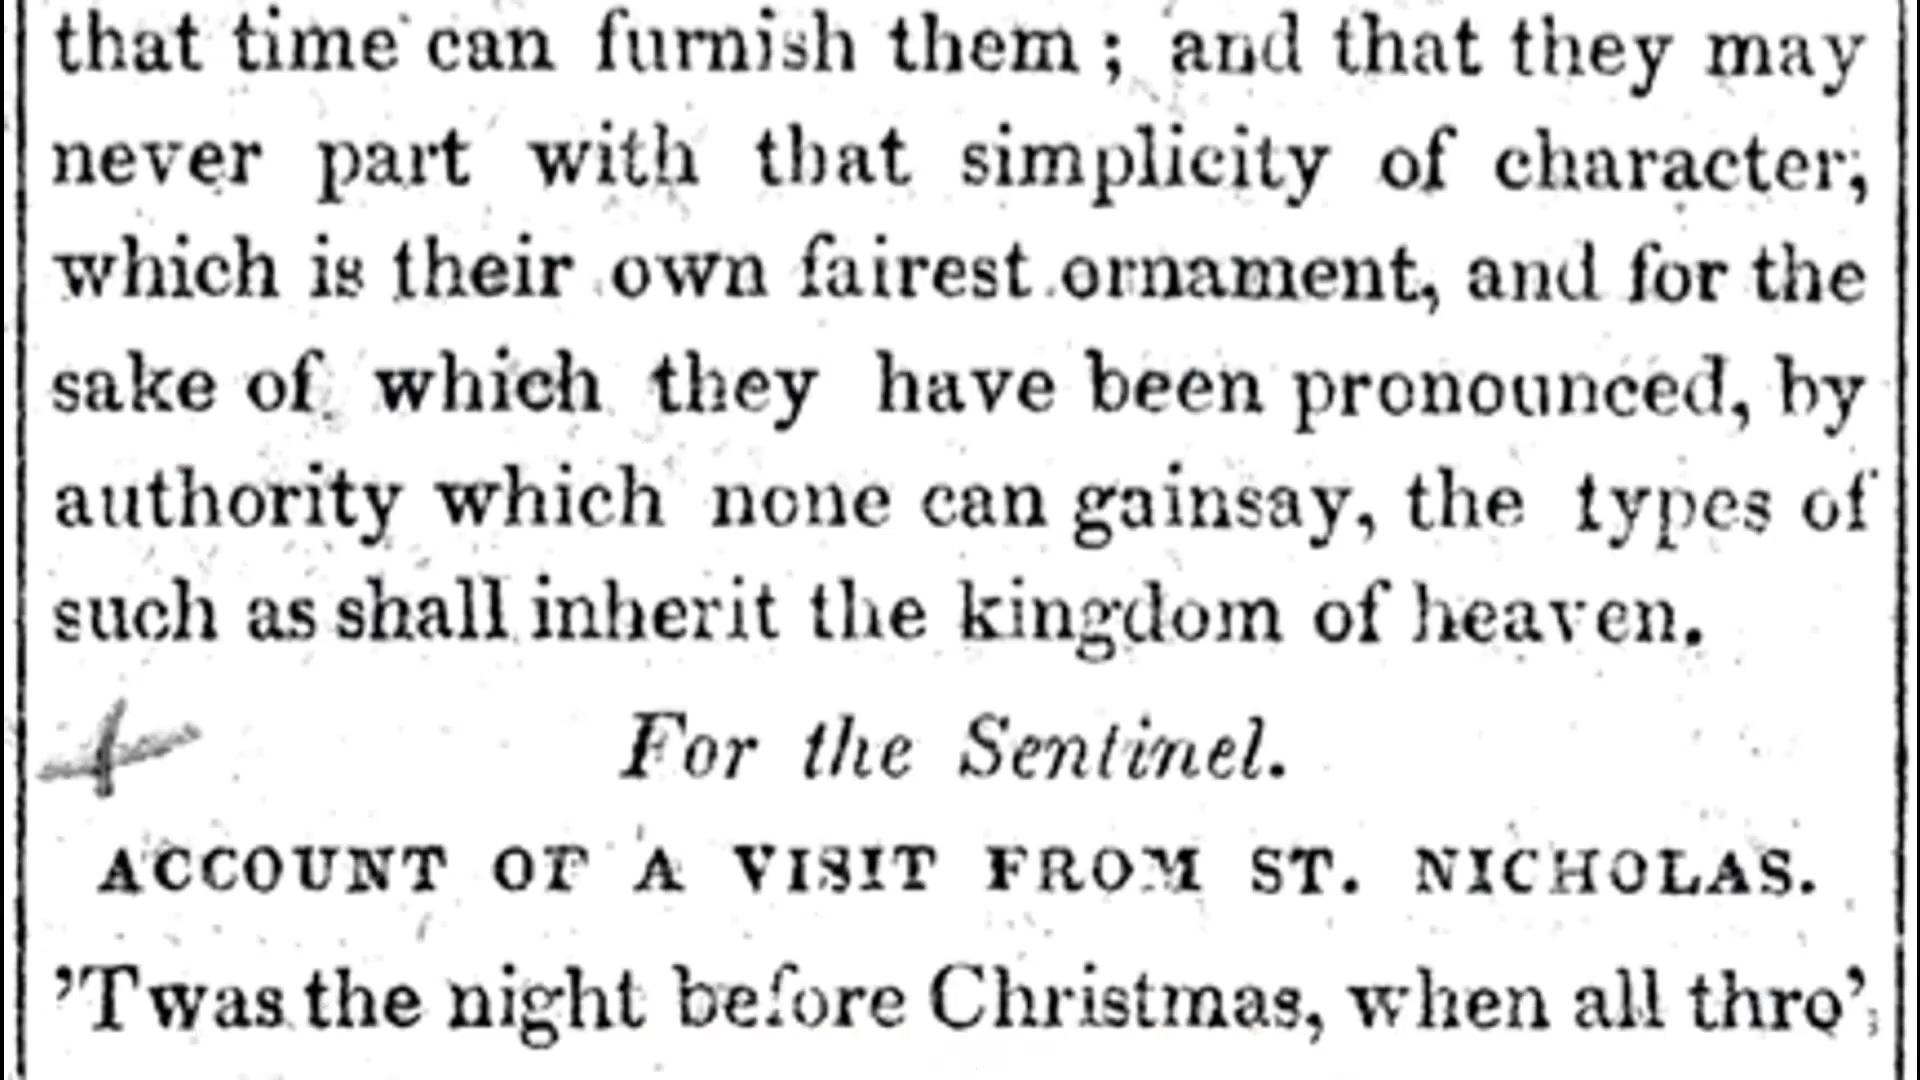 that time can furnish them ; and that they may
never part with that simplicity of character,
which is their own fairest ornament, and for the
sake of which they have been pronounced, by
authority which none can gainsay, the types of
such as shall inherit the kingdom of heaven.
For the Sentinel.
ACCOUNT OF A VISIT FROM ST. NICHOLAS.
'Twas the night before Christmas, when all thro'